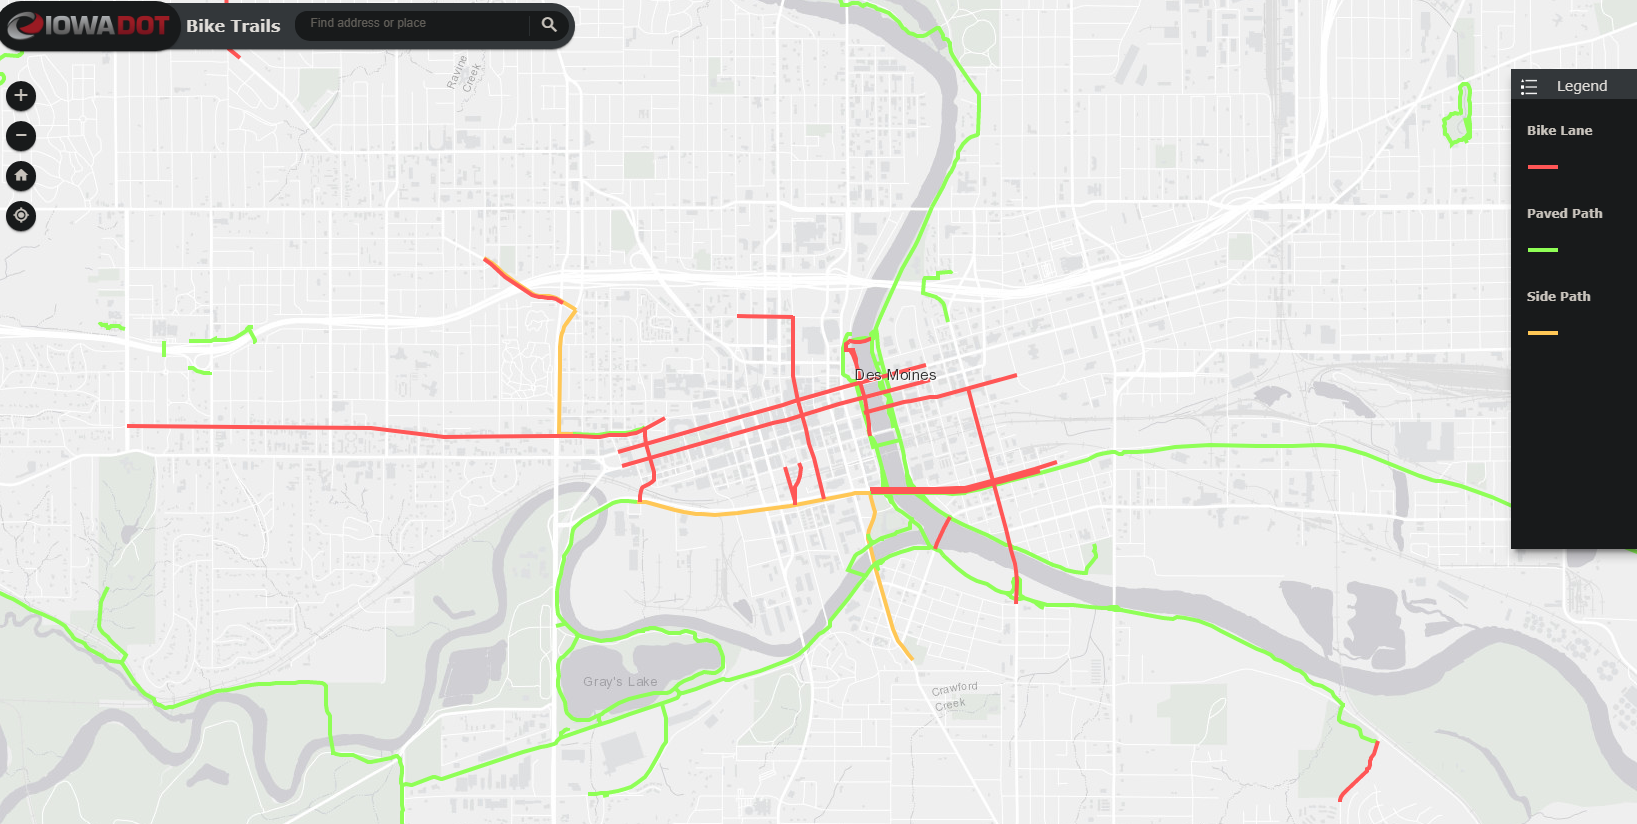 IOWADOT
Bike Trails
Find address or place
Ravine
Creek
Legend
Bike Lane
Paved Path
Side Path
Des Moines
Gray's Lake
Crawford
Creek